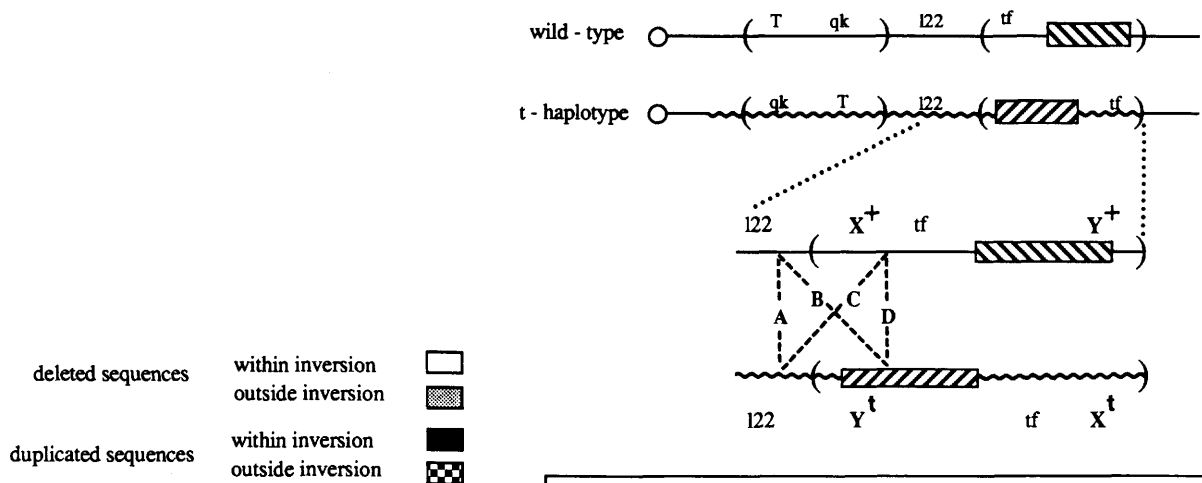 wild - type ( T qk ) l22 ( tf )
t - haplotype ( qk T ) l22 ( tf )
l22 ( X+ tf Y+ )
A B C D
( )
l22 Yt tf Xt
deleted sequences within inversion
outside inversion
duplicated sequences within inversion
outside inversion